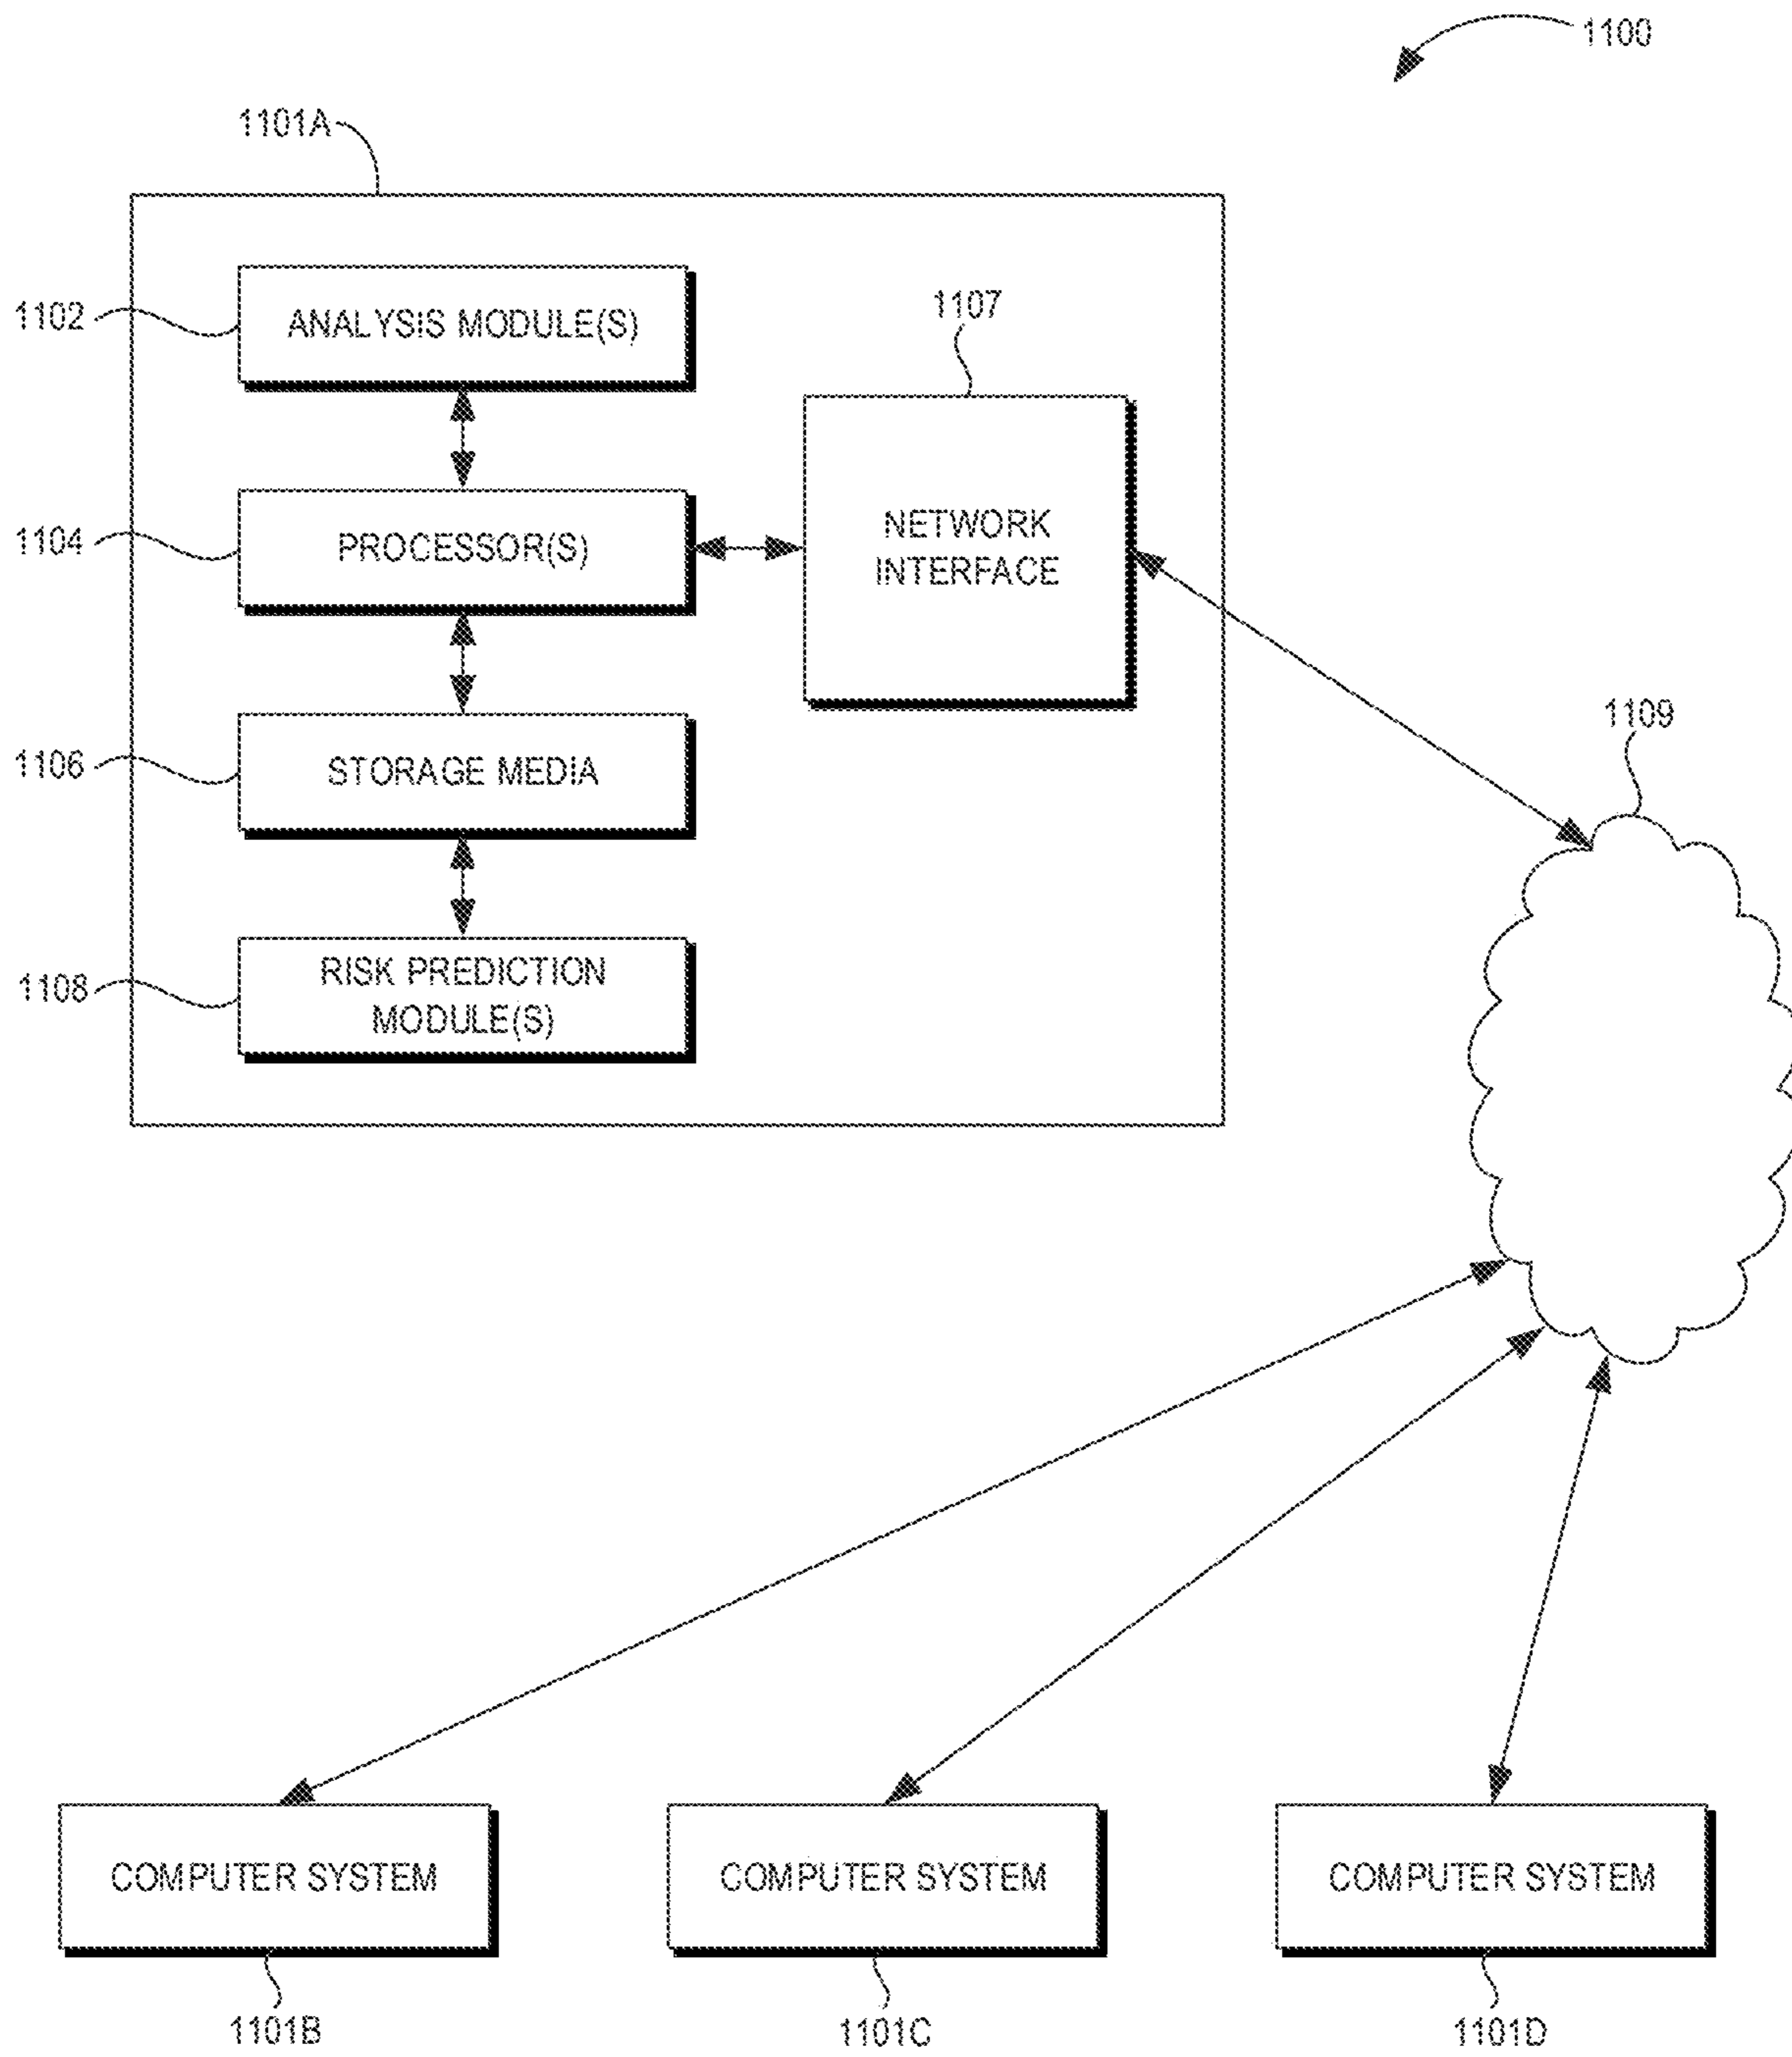 1100
1101A
1102
ANALYSIS MODULE(S)
1107
1104
PROCESSOR(S)
NETWORK
INTERFACE
1109
1106
STORAGE MEDIA
1108
RISK PREDICTION
MODULE(S)
COMPUTER SYSTEM
COMPUTER SYSTEM
COMPUTER SYSTEM
1101B
1101C
1101D